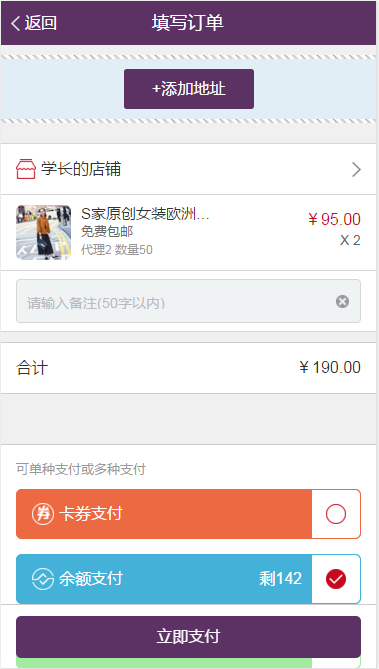 返回
填写订单
+添加地址
学长的店铺
S家原创女装欧洲...
¥95.00
免费包邮
X 2
代理2 数量50
请输入备注(50字以内)
合计
¥190.00
可单种支付或多种支付
券 卡券支付
余额支付
剩142
立即支付